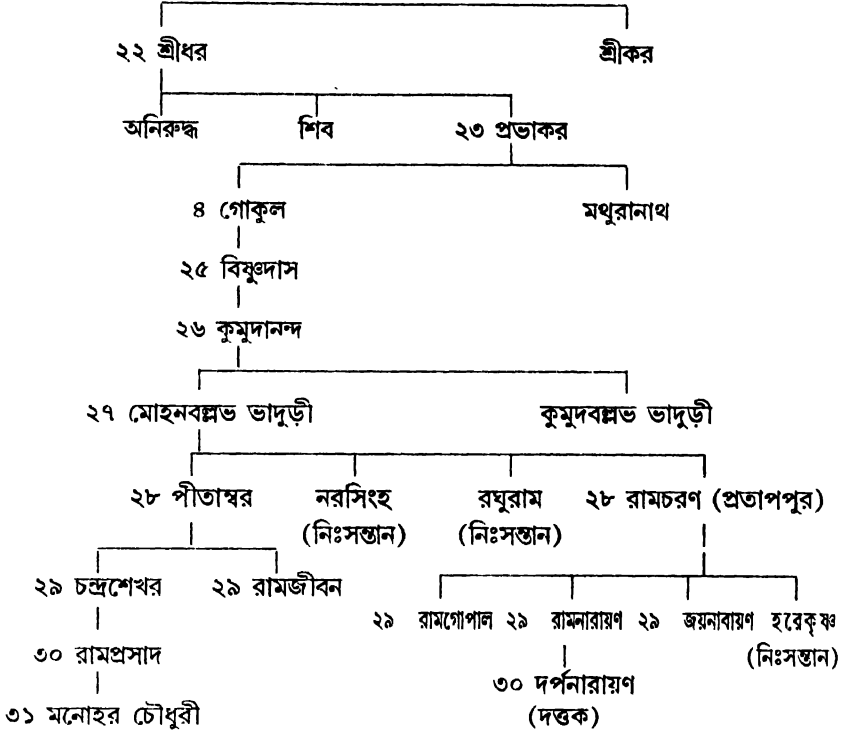 ২২ শ্রীধর শ্রীকর
অনিরুদ্ধ শিব ২৩ প্রভাকর
৪ গোকুল মথুরানাথ
২৫ বিষ্ণুদাস
২৬ কুমুদানন্দ
২৭ মোহনবল্লভ ভাদুড়ী কুমুদবল্লভ ভাদুড়ী
২৮ পীতাম্বর নরসিংহ রঘুরাম ২৮ রামচরণ (প্রতাপপুর)
(নিঃসন্তান) (নিঃসন্তান)
২৯ চন্দ্রশেখর ২৯ রামজীবন
২৯ রামগোপাল ২৯ রামনারায়ণ ২৯ জয়নাবায়ণ হরেকৃষ্ণ
(নিঃসন্তান)
৩০ রামপ্রসাদ
৩০ দর্পনারায়ণ
(দত্তক)
৩১ মনোহর চৌধুরী